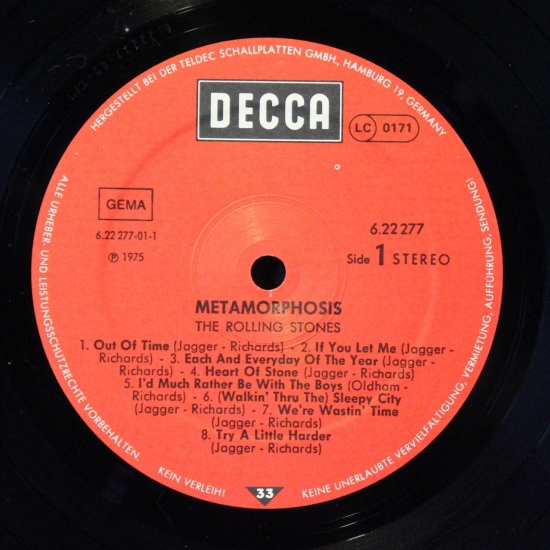 HERGESTELLT BEI DER TELDEC SCHALLPLATTEN GMBH, HAMBURG 19, GERMANY
DECCA
LC 0171
GEMA
6.22 277
6.22 277-01-1
Side 1 STEREO
℗ 1975
METAMORPHOSIS
THE ROLLING STONES
1. Out Of Time (Jagger - Richards) - 2. If You Let Me (Jagger -
Richards) - 3. Each And Everyday Of The Year (Jagger -
Richards) - 4. Heart Of Stone (Jagger - Richards)
5. I'd Much Rather Be With The Boys (Oldham -
Richards) - 6. (Walkin' Thru The) Sleepy City
(Jagger - Richards) - 7. We're Wastin' Time
(Jagger - Richards)
8. Try A Little Harder
(Jagger - Richards)
ALLE URHEBER- UND LEISTUNGSSCHUTZRECHTE VORBEHALTEN
KEIN VERLEIH!
33
KEINE UNERLAUBTE VERVIELFÄLTIGUNG, VERMIETUNG, AUFFÜHRUNG, SENDUNG!